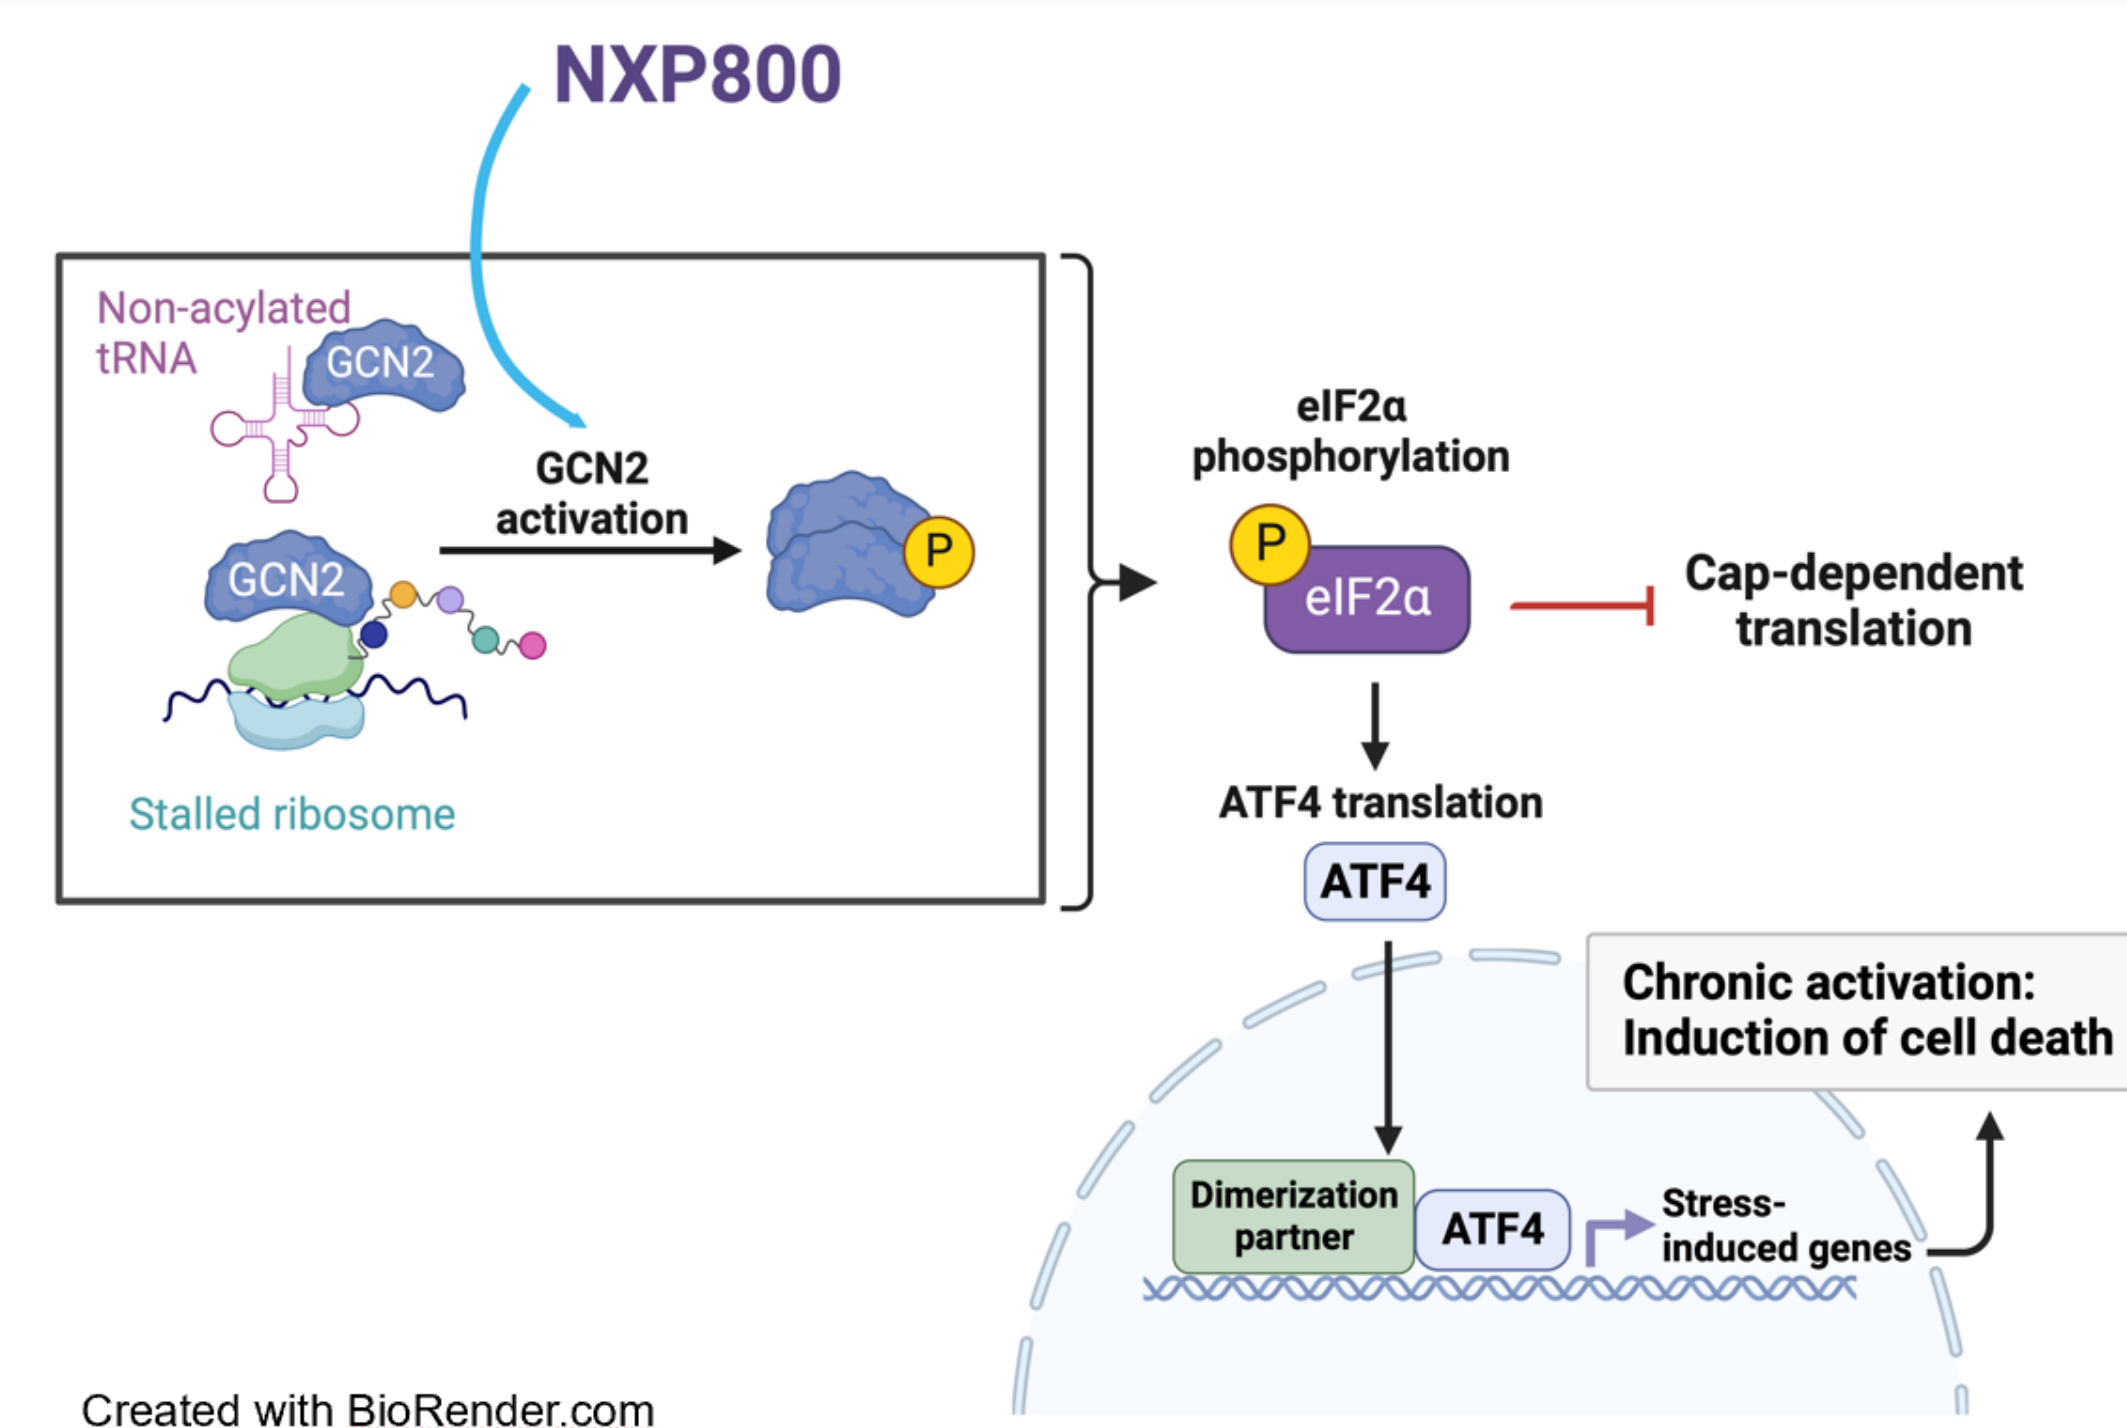 NXP800
Non-acylated
tRNA
GCN2
GCN2
activation
P
GCN2
Stalled ribosome
eIF2α
phosphorylation
P
eIF2α
Cap-dependent
translation
ATF4 translation
ATF4
Chronic activation:
Induction of cell death
Dimerization
partner
ATF4
Stress-
induced genes
Created with BioRender.com